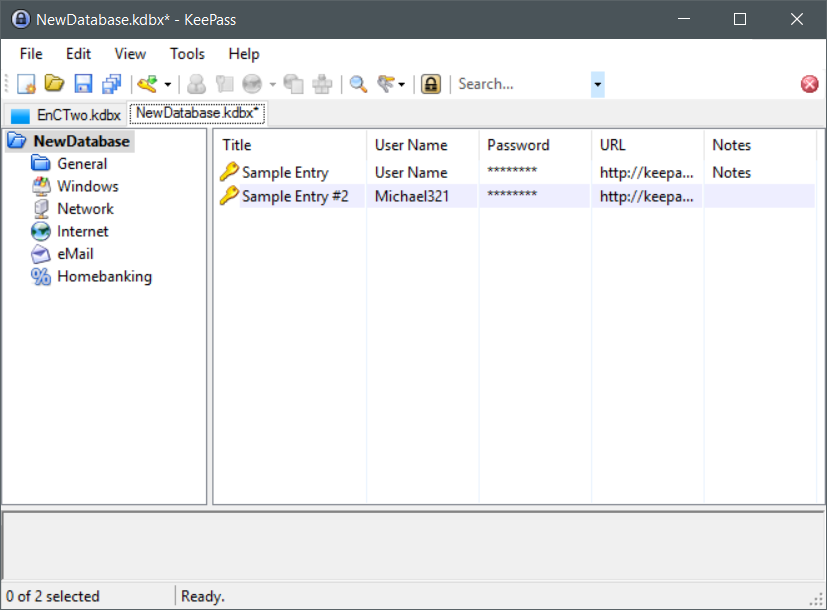 NewDatabase.kdbx* - KeePass
File Edit View Tools Help
Search...
EnCTwo.kdbx NewDatabase.kdbx*
NewDatabase
General
Windows
Network
Internet
eMail
Homebanking
Title User Name Password URL Notes
Sample Entry User Name ******** http://keepa... Notes
Sample Entry #2 Michael321 ******** http://keepa...
0 of 2 selected Ready.